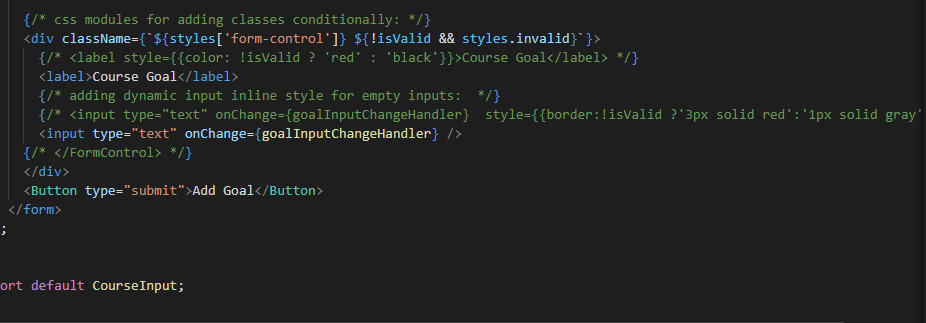 {/* css modules for adding classes conditionally: */}
<div className={`${styles['form-control']} ${!isValid && styles.invalid}`}>
{/* <label style={{color: !isValid ? 'red' : 'black'}}>Course Goal</label> */}
<label>Course Goal</label>
{/* adding dynamic input inline style for empty inputs:  */}
{/* <input type="text" onChange={goalInputChangeHandler}  style={{border:!isValid ?'3px solid red':'1px solid gray'
<input type="text" onChange={goalInputChangeHandler} />
{/* </FormControl> */}
</div>
<Button type="submit">Add Goal</Button>
</form>
;
ort default CourseInput;